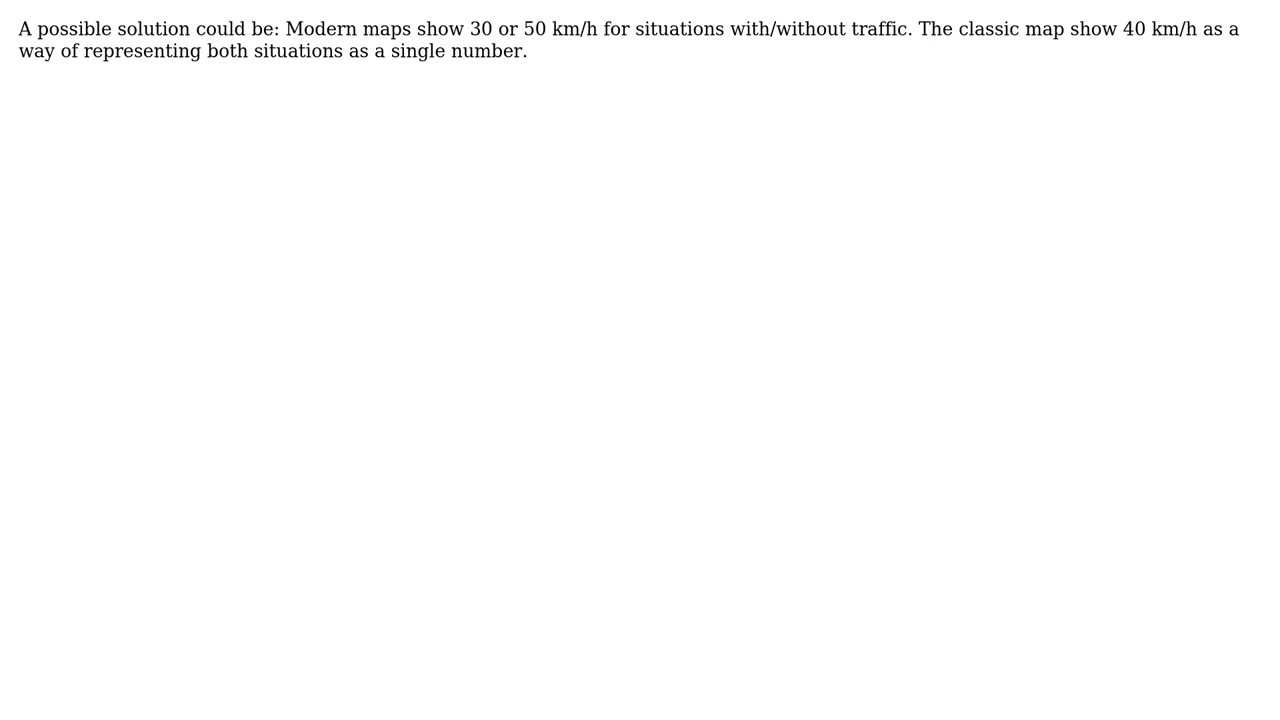 A possible solution could be: Modern maps show 30 or 50 km/h for situations with/without traffic. The classic map show 40 km/h as a
way of representing both situations as a single number.